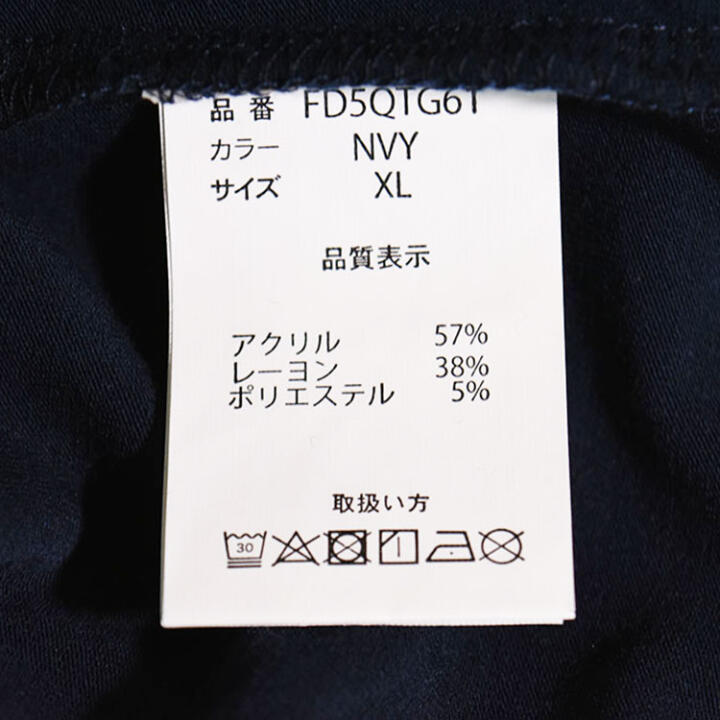 品番 FD5QTG61
カラー NVY
サイズ XL
品質表示
アクリル 57%
レーヨン 38%
ポリエステル 5%
取扱い方
30